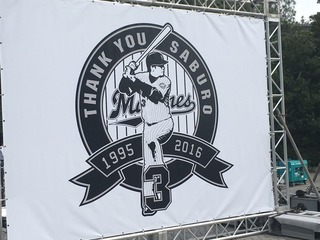 THANK YOU SABURO
Marines
1995 2016
3